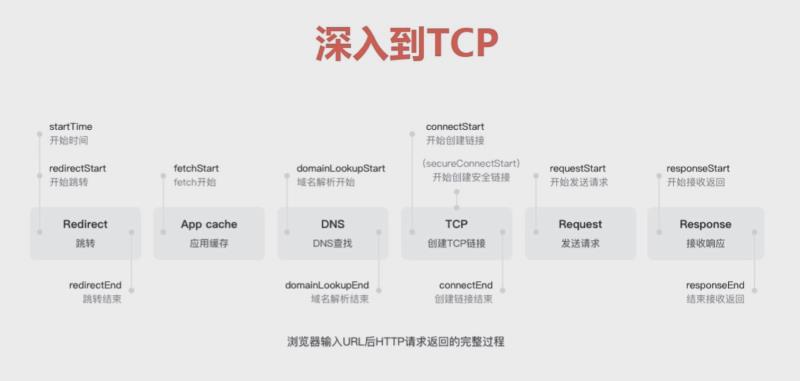 深入到TCP
startTime
开始时间
redirectStart
开始跳转
fetchStart
fetch开始
domainLookupStart
域名解析开始
connectStart
开始创建链接
(secureConnectStart)
开始创建安全链接
requestStart
开始发送请求
responseStart
开始接收返回
Redirect
跳转
App cache
应用缓存
DNS
DNS查找
TCP
创建TCP链接
Request
发送请求
Response
接收响应
redirectEnd
跳转结束
domainLookupEnd
域名解析结束
connectEnd
创建链接结束
responseEnd
结束接收返回
浏览器输入URL后HTTP请求返回的完整过程